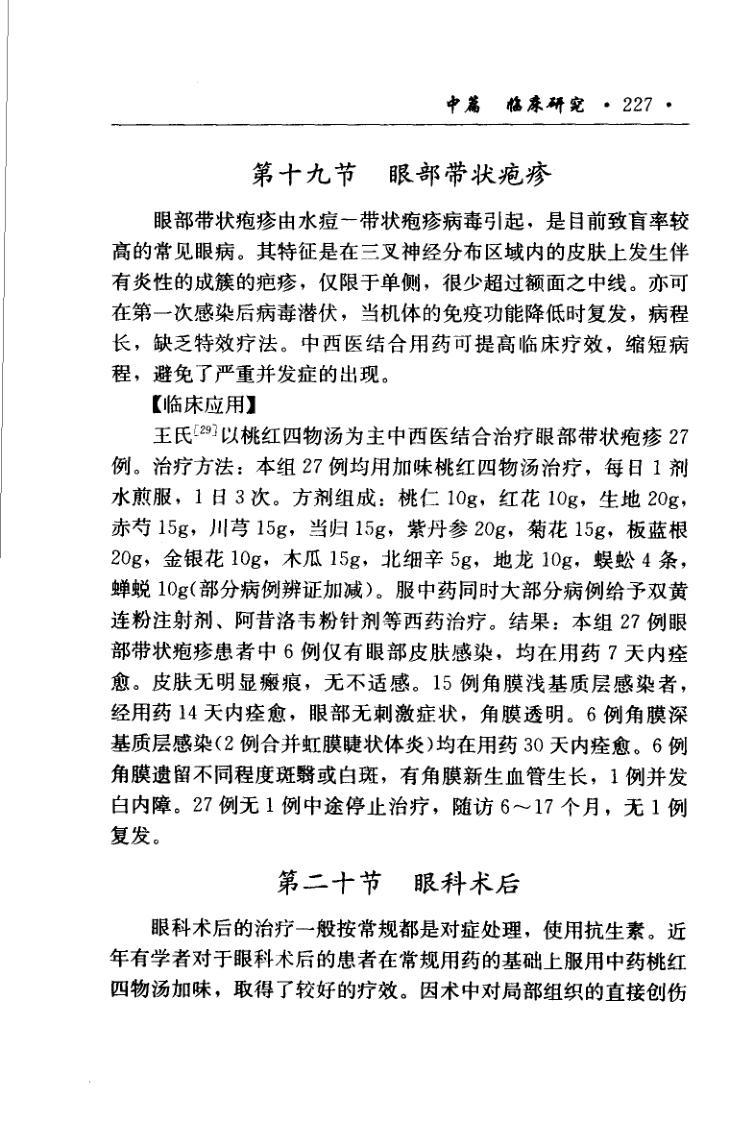 中篇 临床研究 · 227 ·
第十九节 眼部带状疱疹
眼部带状疱疹由水痘一带状疱疹病毒引起，是目前致盲率较
高的常见眼病。其特征是在三叉神经分布区域内的皮肤上发生伴
有炎性的成簇的疤疹，仅限于单侧，很少超过额面之中线。亦可
在第一次感染后病毒潜伏，当机体的免疫功能降低时复发，病程
长，缺乏特效疗法。中西医结合用药可提高临床疗效，缩短病
程，避免了严重并发症的出现。
【临床应用】
王氏[29]以桃红四物汤为主中西医结合治疗眼部带状疱疹 27
例。治疗方法：本组 27 例均用加味桃红四物汤治疗，每日 1 剂
水煎服，1 日 3 次。方剂组成：桃仁 10g，红花 10g，生地 20g，
赤芍 15g，川芎 15g，当归 15g，紫丹参 20g，菊花 15g，板蓝根
20g，金银花 10g，木瓜 15g，北细辛 5g，地龙 10g，蜈蚣 4 条，
蝉蜕 10g(部分病例辨证加减)。服中药同时大部分病例给予双黄
连粉注射剂、阿昔洛韦粉针剂等西药治疗。结果：本组 27 例眼
部带状疱疹患者中 6 例仅有眼部皮肤感染，均在用药 7 天内痊
愈。皮肤无明显瘢痕，无不适感。15 例角膜浅基质层感染者，
经用药 14 天内痊愈，眼部无刺激症状，角膜透明。6 例角膜深
基质层感染(2 例合并虹膜睫状体炎)均在用药 30 天内痊愈。6 例
角膜遗留不同程度斑翳或白斑，有角膜新生血管生长，1 例并发
白内障。27 例无 1 例中途停止治疗，随访 6～17 个月，无 1 例
复发。
第二十节 眼科术后
眼科术后的治疗一般按常规都是对症处理，使用抗生素。近
年有学者对于眼科术后的患者在常规用药的基础上服用中药桃红
四物汤加味，取得了较好的疗效。因术中对局部组织的直接创伤